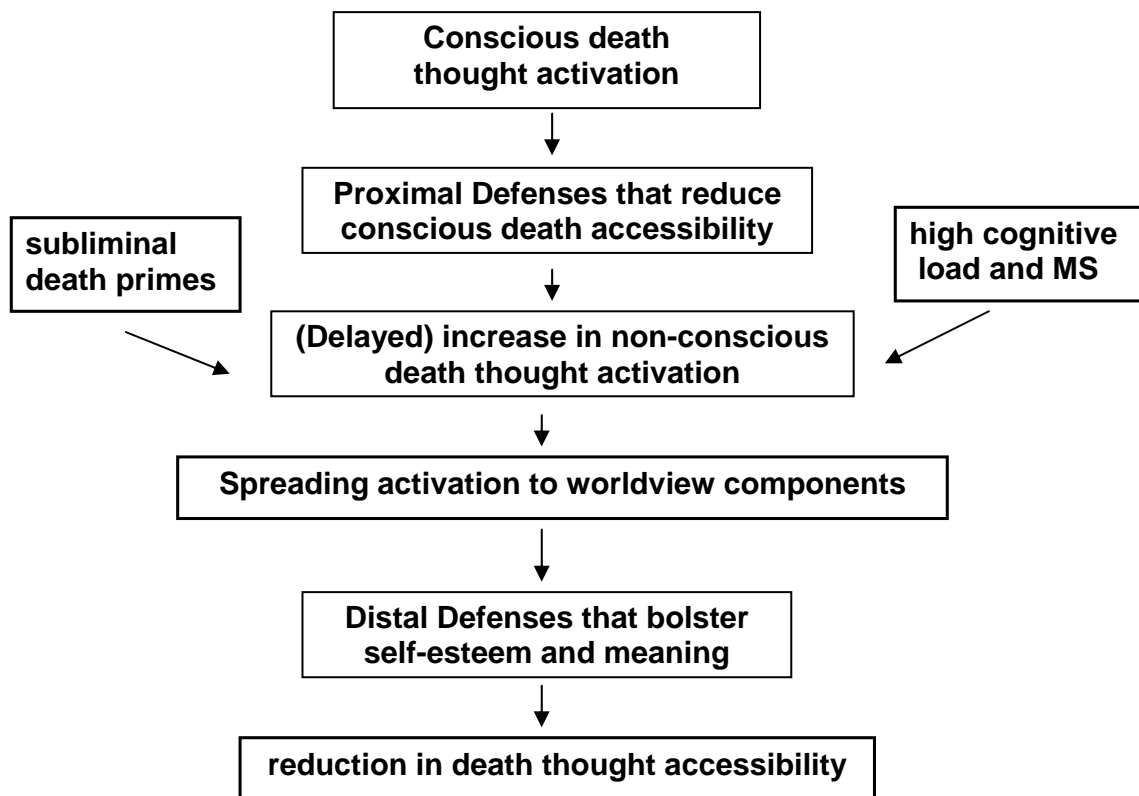 Conscious death
thought activation
Proximal Defenses that reduce
conscious death accessibility
subliminal
death primes
high cognitive
load and MS
(Delayed) increase in non-conscious
death thought activation
Spreading activation to worldview components
Distal Defenses that bolster
self-esteem and meaning
reduction in death thought accessibility